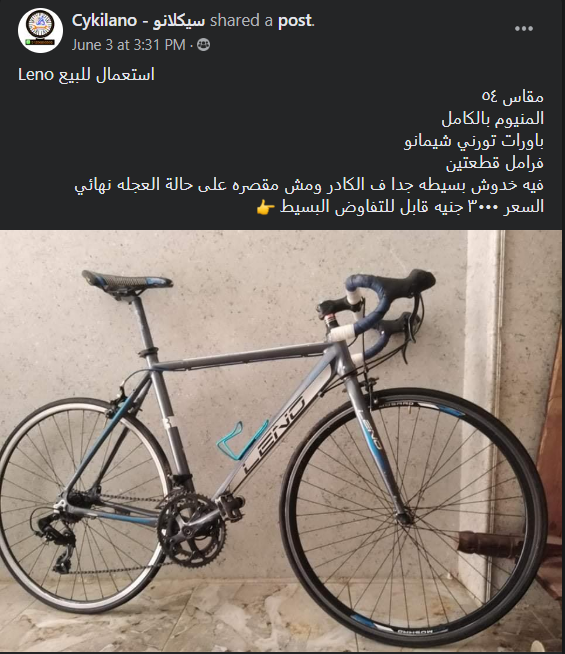 Cykilano - سيكلانو shared a post.
June 3 at 3:31 PM ·
استعمال للبيع Leno
مقاس ٥٤
المنيوم بالكامل
باورات تورني شيمانو
فرامل قطعتين
فيه خدوش بسيطه جدا ف الكادر ومش مقصره على حالة العجله نهائي
السعر ٣٠٠٠ جنيه قابل للتفاوض البسيط 👉
LENO
LENO